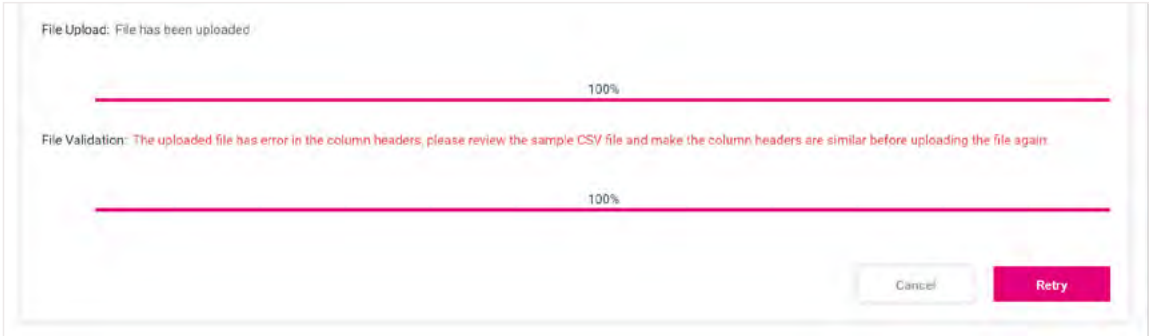 File Upload: File has been uploaded
100%
File Validation: The uploaded file has error in the column headers, please review the sample CSV file and make the column headers are similar before uploading the file again
100%
Cancel Retry